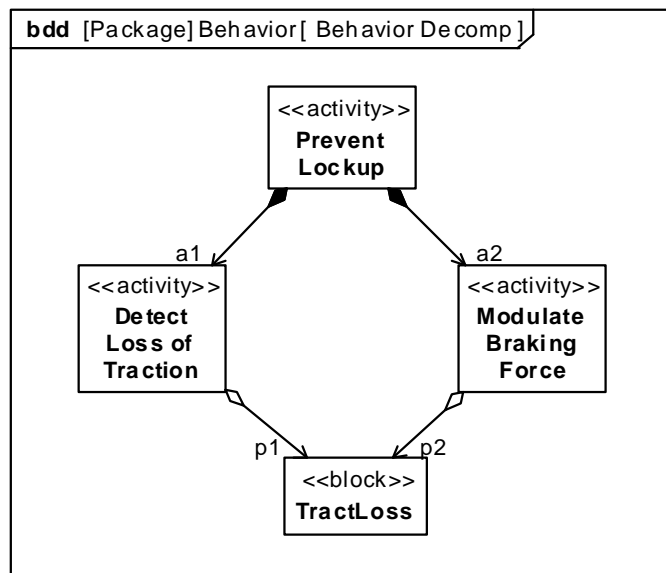 bdd [Package] Behavior [ Behavior Decomp ]
<<activity>>
Prevent
Lockup
a1
a2
<<activity>>
Detect
Loss of
Traction
<<activity>>
Modulate
Braking
Force
p1
p2
<<block>>
TractLoss